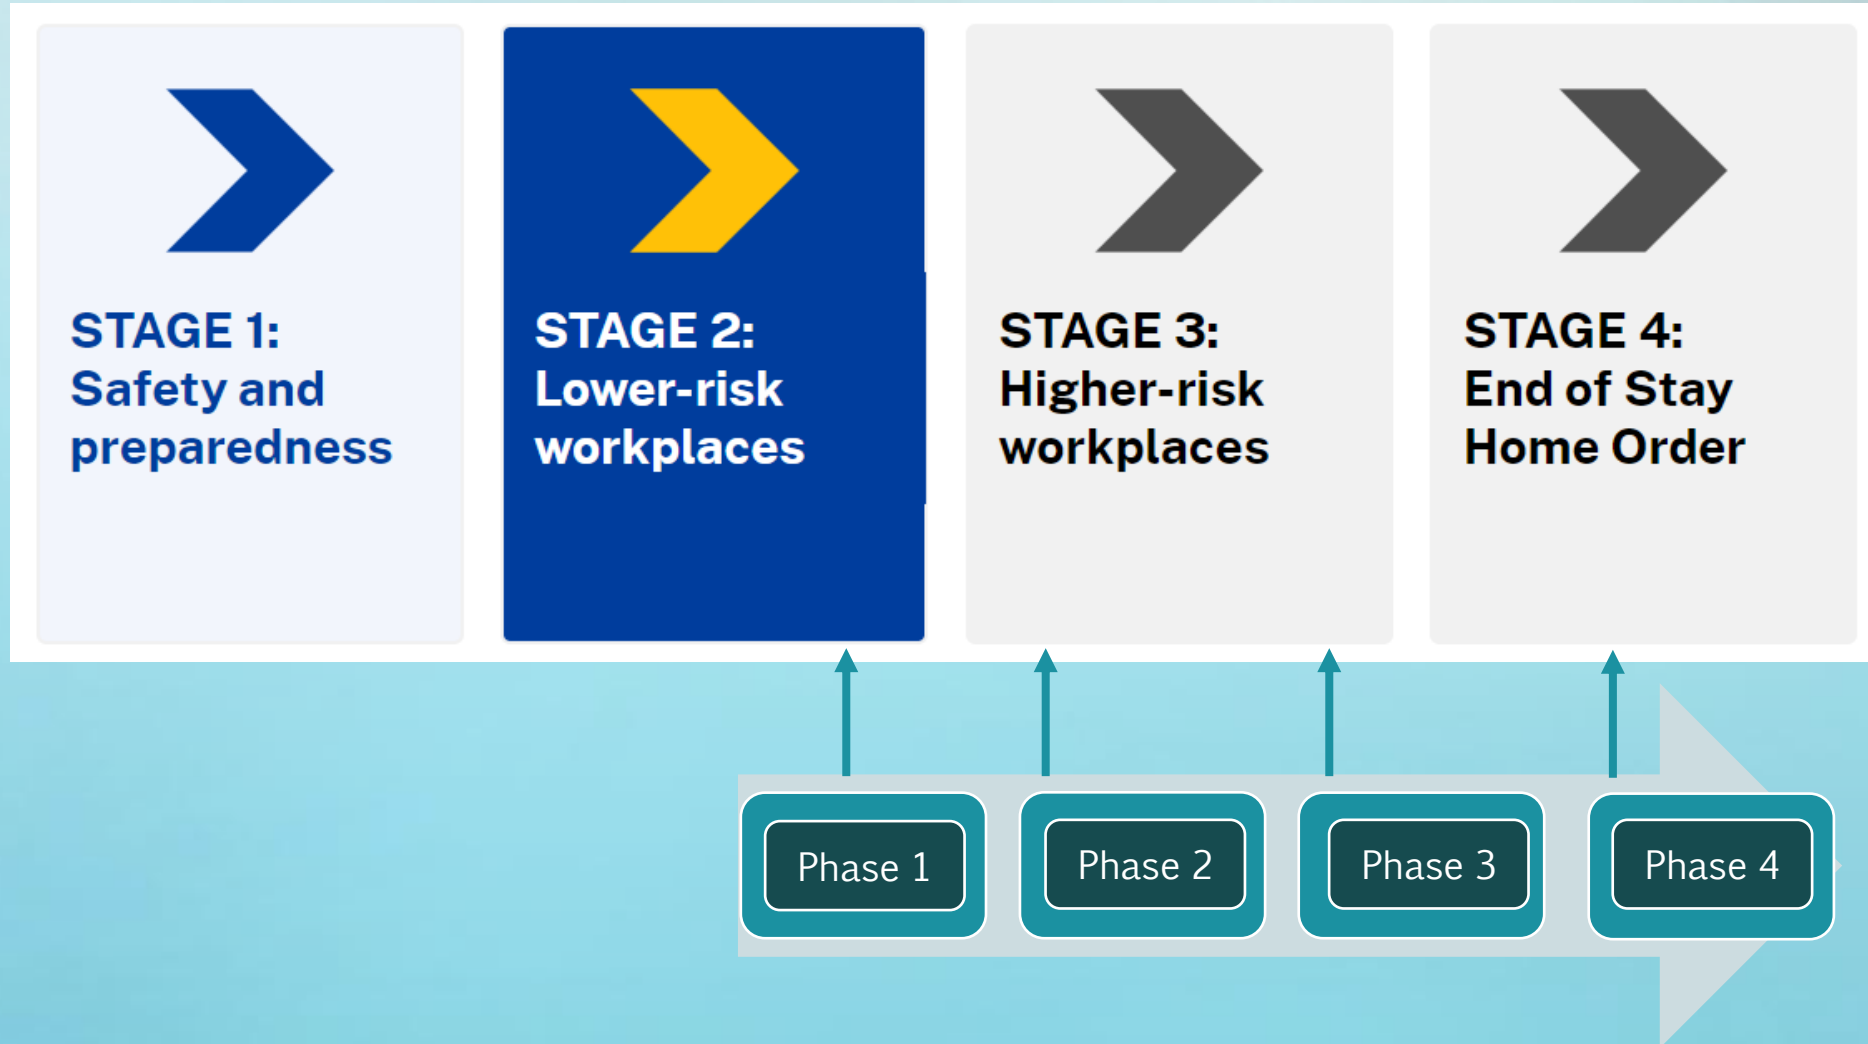 STAGE 1:
Safety and
preparedness
STAGE 2:
Lower-risk
workplaces
STAGE 3:
Higher-risk
workplaces
STAGE 4:
End of Stay
Home Order
Phase 1
Phase 2
Phase 3
Phase 4